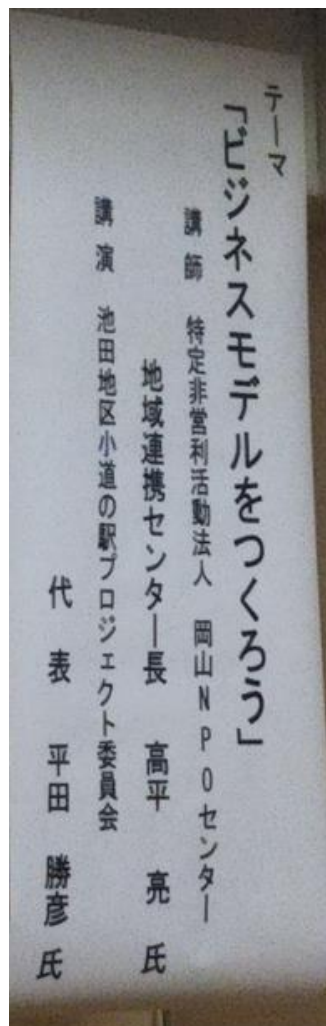 テーマ
「ビジネスモデルをつくろう」
講師 特定非営利活動法人 岡山NPOセンター
地域連携センター長 高平 亮 氏
講演 池田地区小道の駅プロジェクト委員会
代表 平田 勝彦 氏